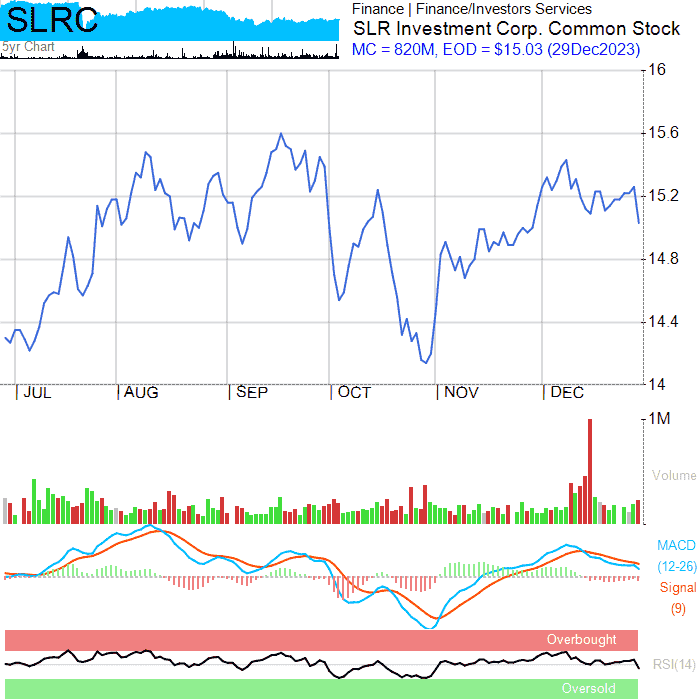 SLRC
5yr Chart
Finance | Finance/Investors Services
SLR Investment Corp. Common Stock
MC = 820M, EOD = $15.03 (29Dec2023)
16
15.6
15.2
14.8
14.4
14
|JUL |AUG |SEP |OCT |NOV |DEC
1M
Volume
MACD
(12-26)
Signal
(9)
Overbought
RSI(14)
Oversold